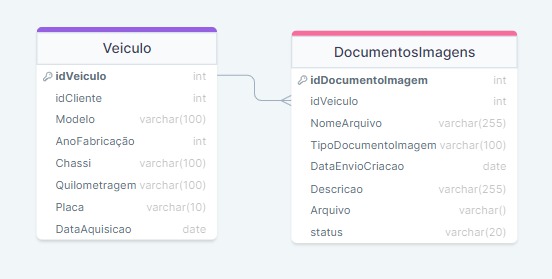 Veiculo
idVeiculo int
idCliente int
Modelo varchar(100)
AnoFabricação int
Chassi varchar(100)
Quilometragem varchar(100)
Placa varchar(10)
DataAquisicao date
DocumentosImagens
idDocumentoImagem int
idVeiculo int
NomeArquivo varchar(255)
TipoDocumentoImagem varchar(100)
DataEnvioCriacao date
Descricao varchar(255)
Arquivo varchar()
status varchar(20)